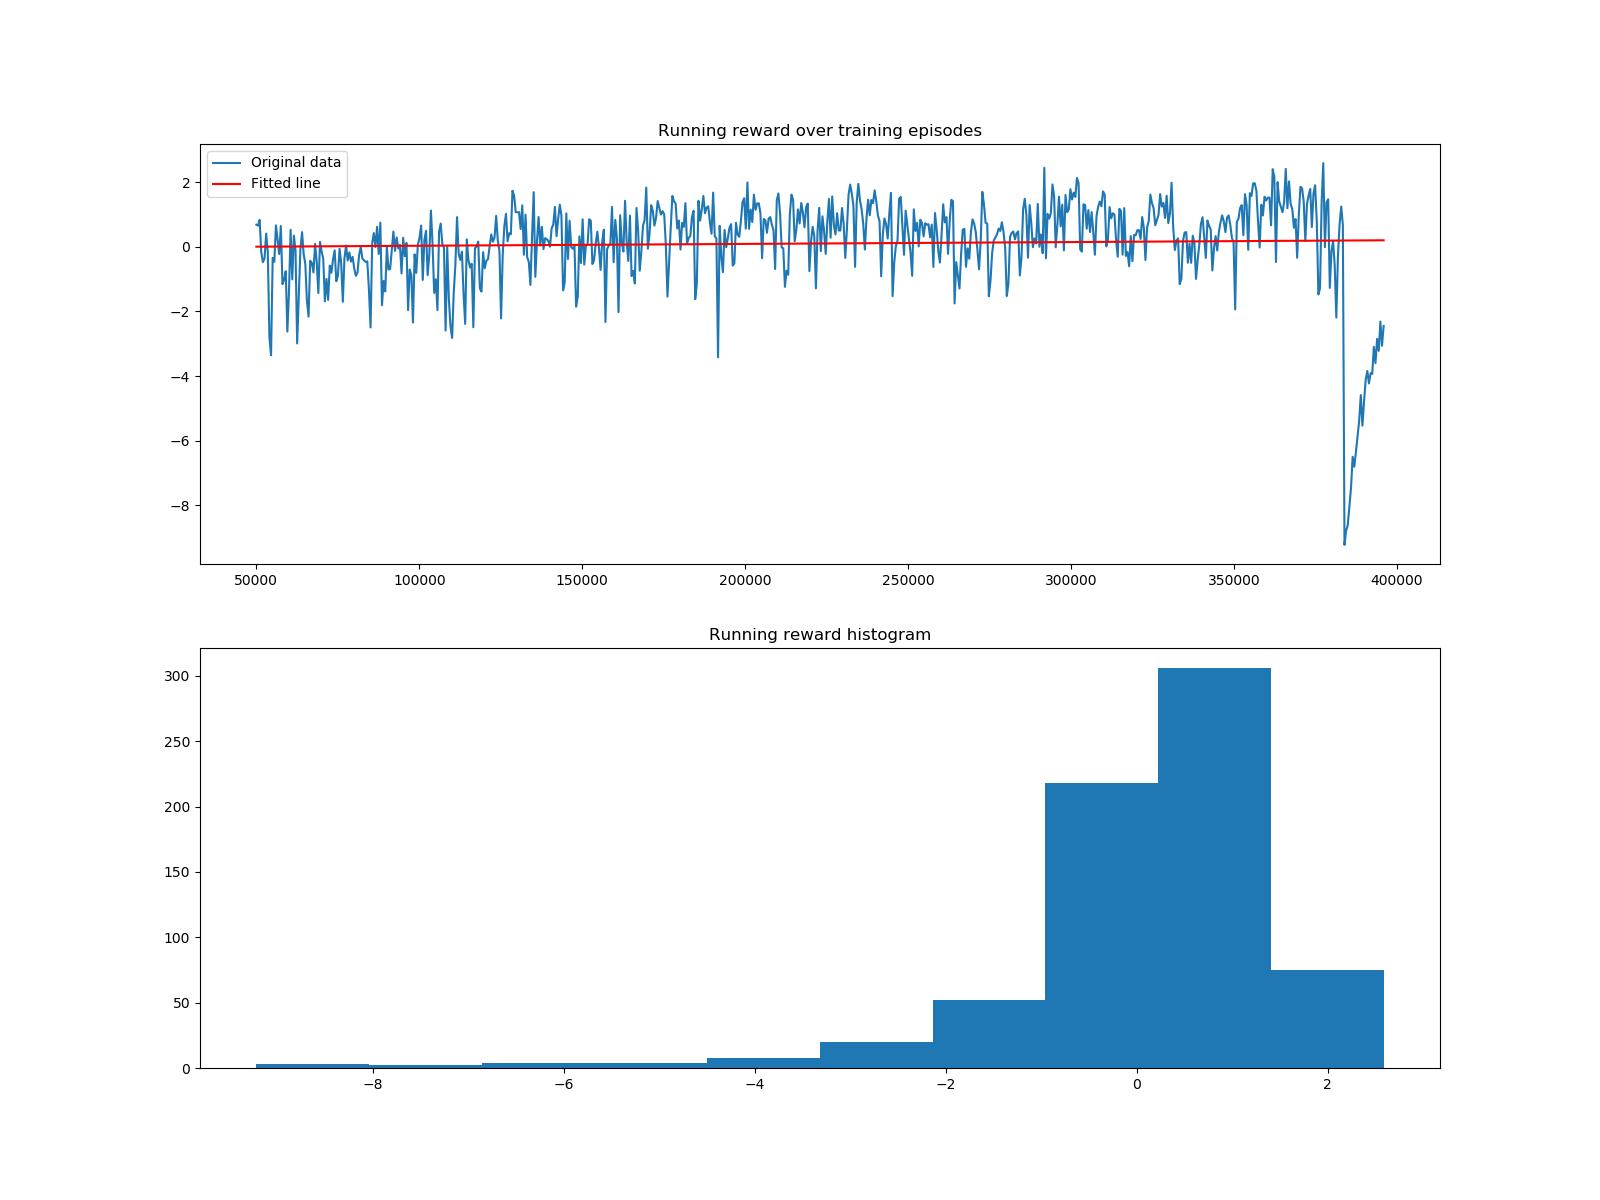 Running reward over training episodes
Original data
Fitted line
2
0
−2
−4
−6
−8
50000 100000 150000 200000 250000 300000 350000 400000
Running reward histogram
300
250
200
150
100
50
0
−8 −6 −4 −2 0 2